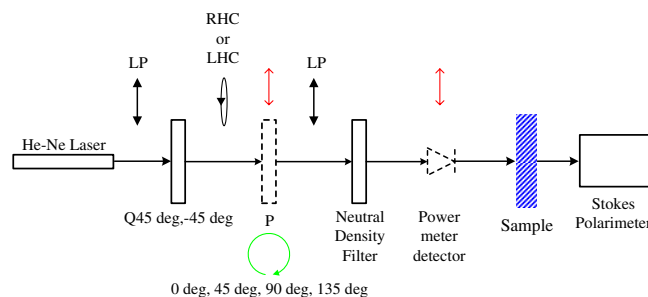 RHC
or
LHC
LP
LP
He-Ne Laser
Q45 deg,-45 deg
P
Neutral
Density
Filter
Power
meter
detector
Sample
Stokes
Polarimeter
0 deg, 45 deg, 90 deg, 135 deg